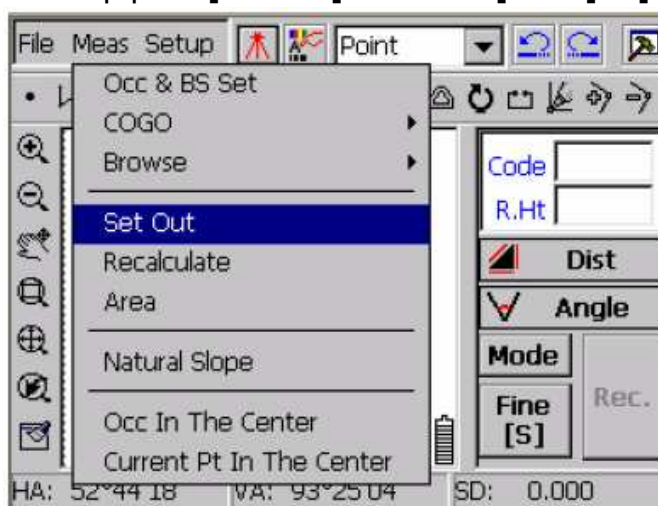 File Meas Setup Point
Occ & BS Set
COGO
Browse
Set Out
Recalculate
Area
Natural Slope
Occ In The Center
Current Pt In The Center
Code
R.Ht
Dist
Angle
Mode
Fine
[S]
Rec.
HA: 52°44'18 VA: 93°25'04 SD: 0.000